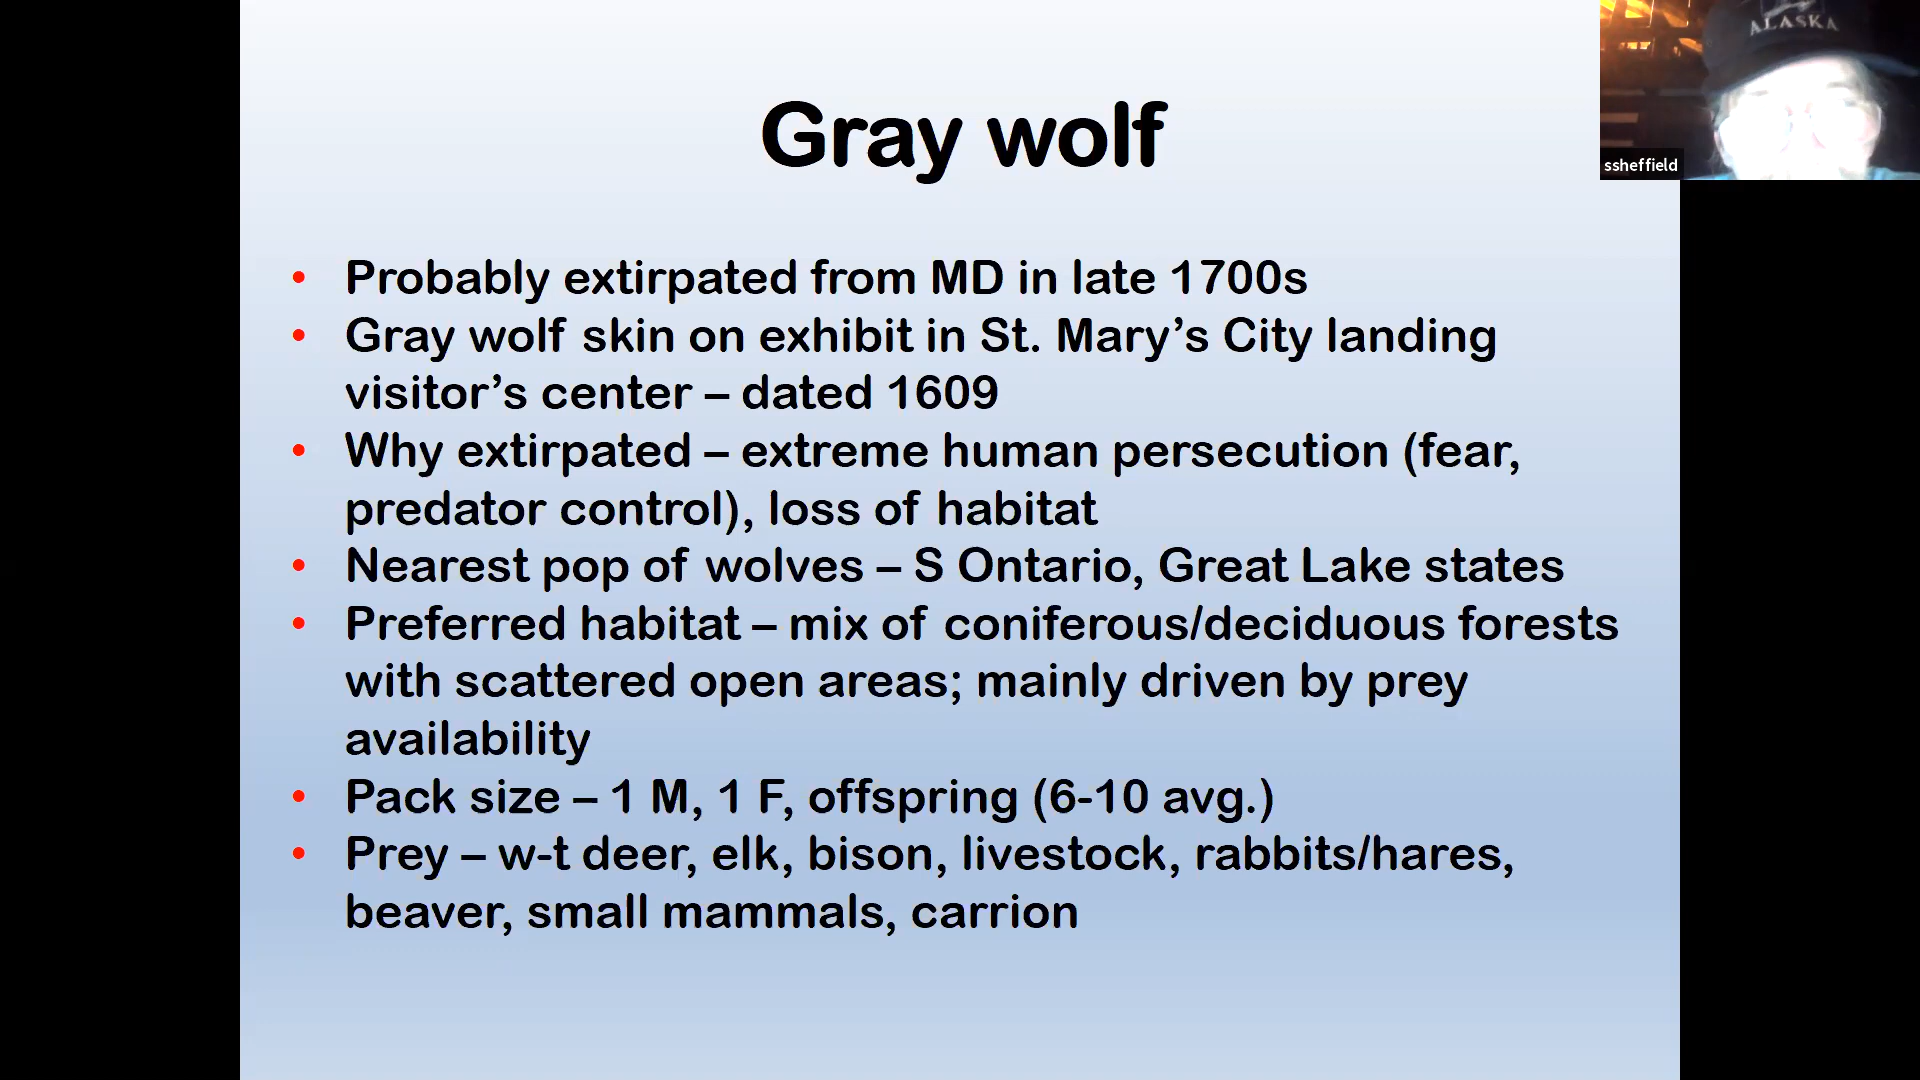 Gray wolf
ALASKA
ssheffield
• Probably extirpated from MD in late 1700s
• Gray wolf skin on exhibit in St. Mary’s City landing
visitor’s center – dated 1609
• Why extirpated – extreme human persecution (fear,
predator control), loss of habitat
• Nearest pop of wolves – S Ontario, Great Lake states
• Preferred habitat – mix of coniferous/deciduous forests
with scattered open areas; mainly driven by prey
availability
• Pack size – 1 M, 1 F, offspring (6-10 avg.)
• Prey – w-t deer, elk, bison, livestock, rabbits/hares,
beaver, small mammals, carrion